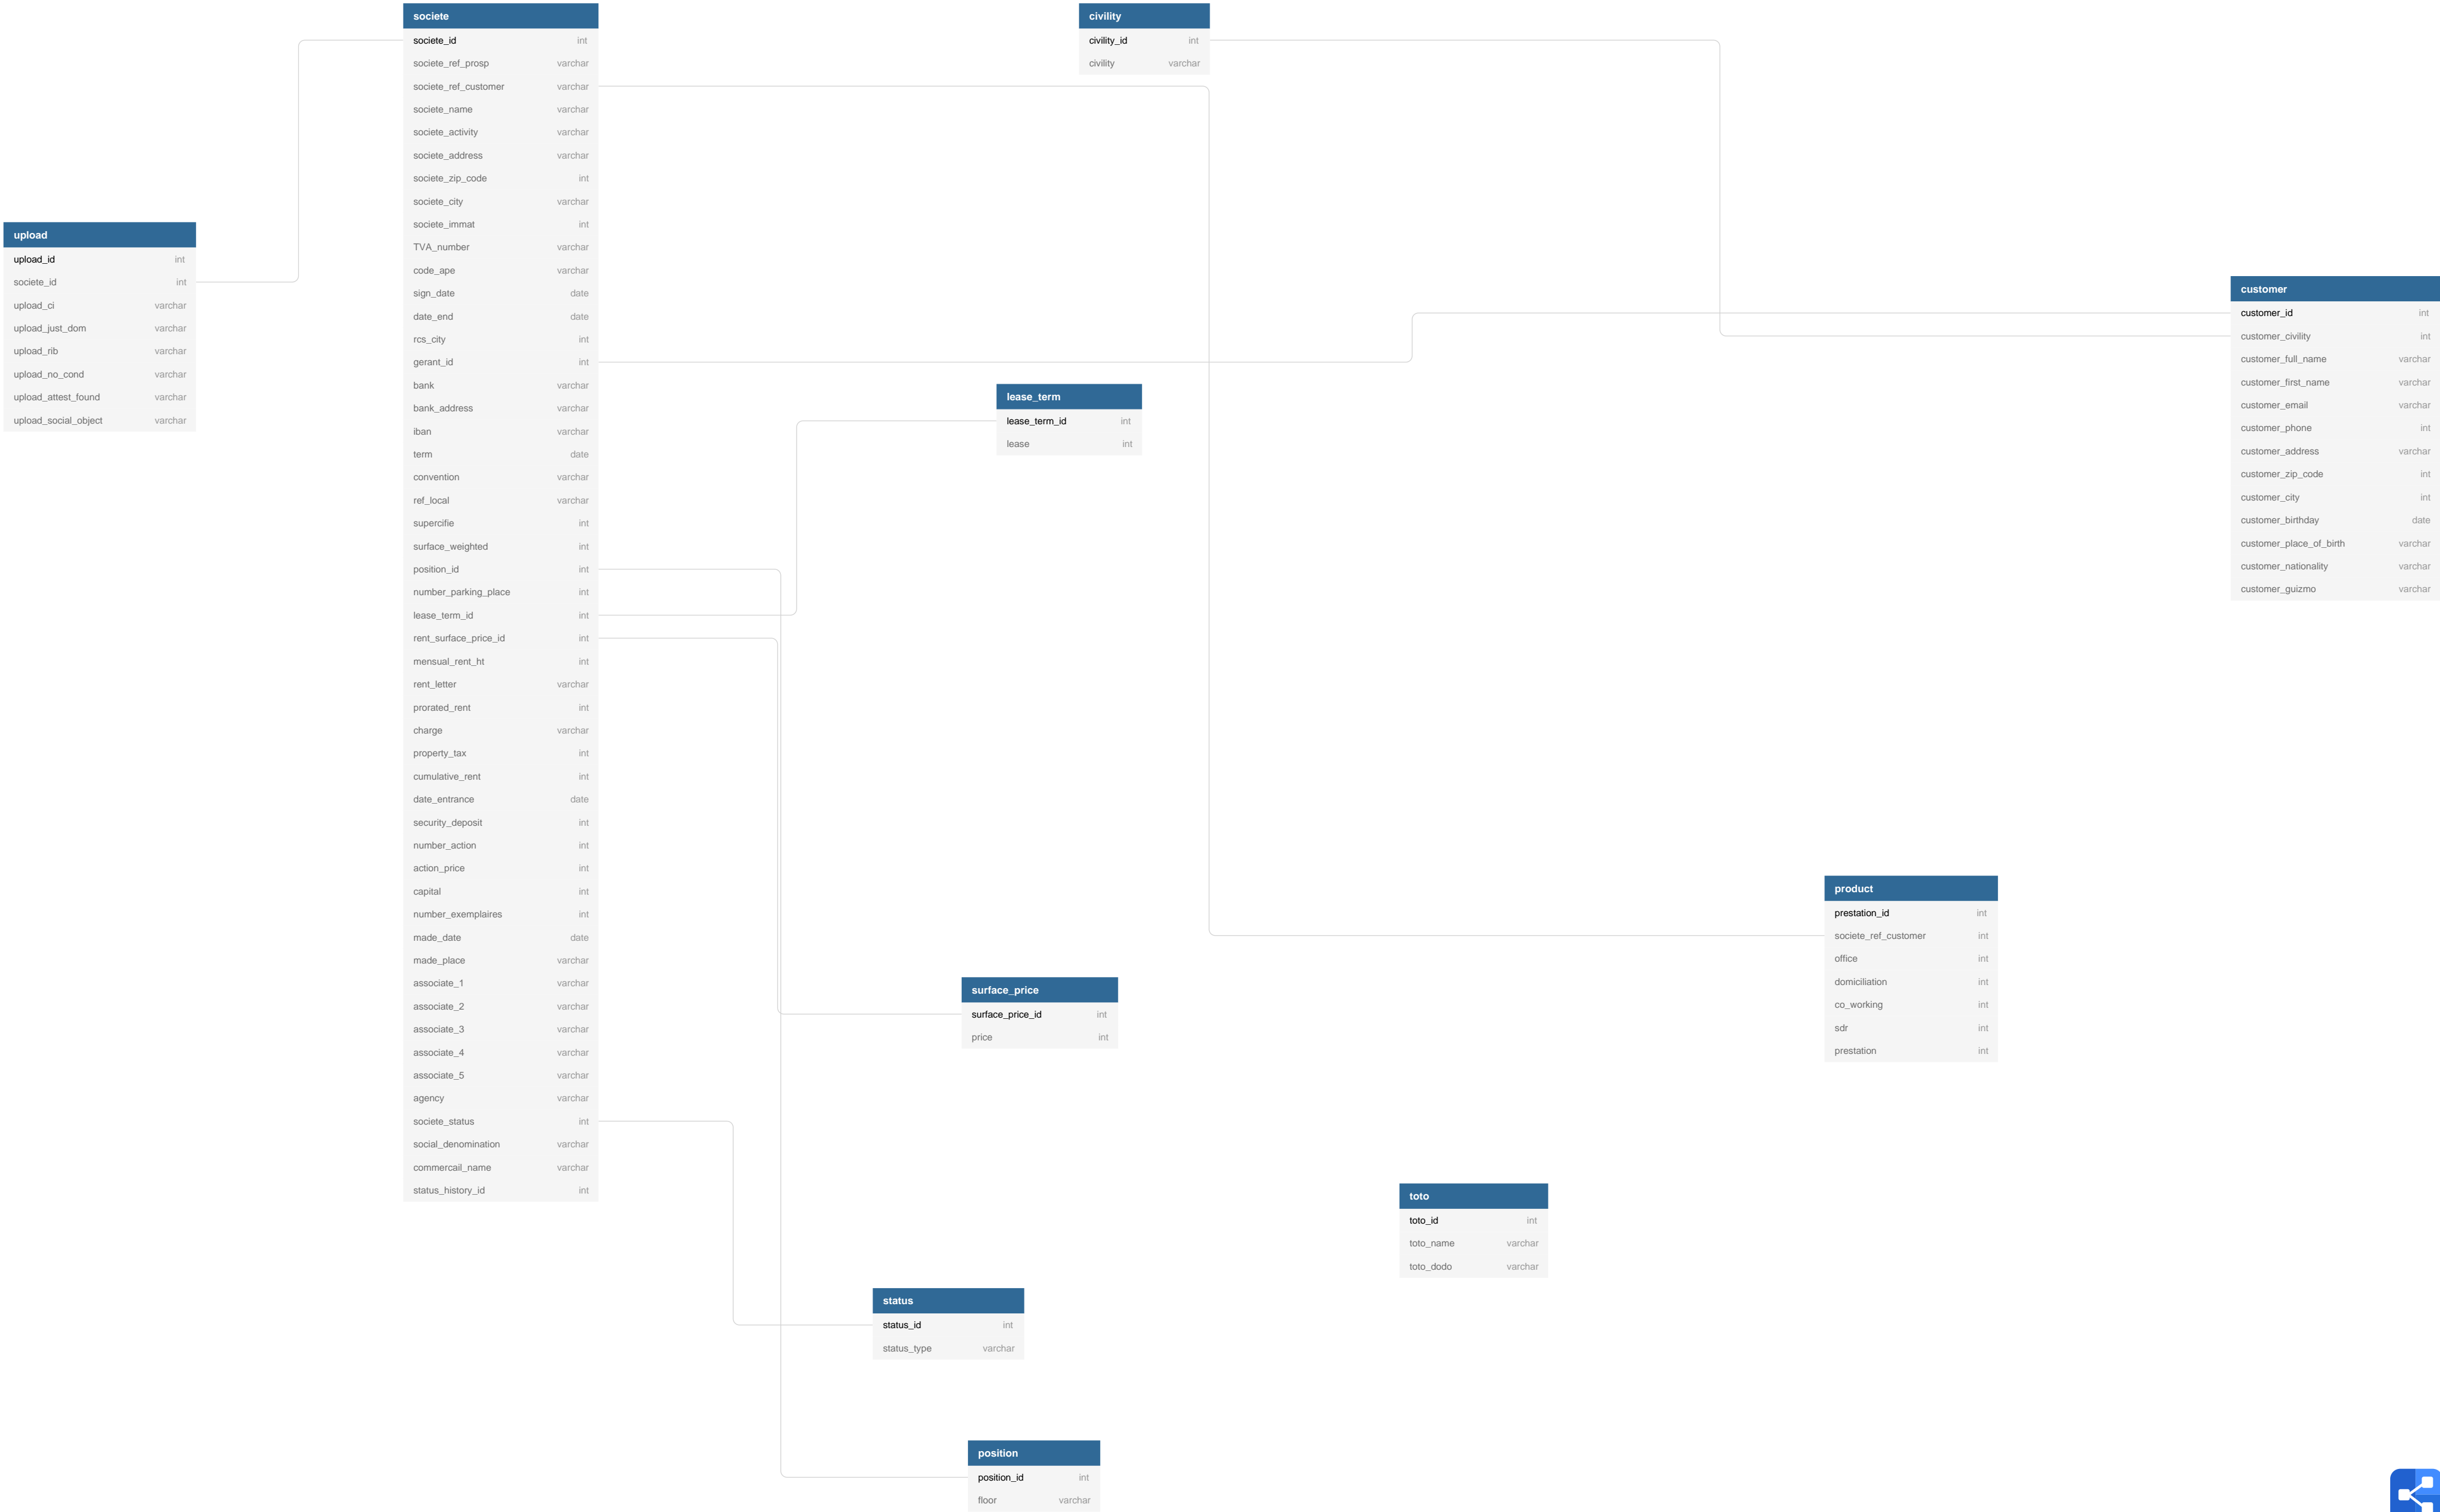 societe
societe_id int
societe_ref_prosp varchar
societe_ref_customer varchar
societe_name varchar
societe_activity varchar
societe_address varchar
societe_zip_code int
societe_city varchar
societe_immat int
TVA_number varchar
code_ape varchar
sign_date date
date_end date
rcs_city int
gerant_id int
bank varchar
bank_address varchar
iban varchar
term date
convention varchar
ref_local varchar
supercifie int
surface_weighted int
position_id int
number_parking_place int
lease_term_id int
rent_surface_price_id int
mensual_rent_ht int
rent_letter varchar
prorated_rent int
charge varchar
property_tax int
cumulative_rent int
date_entrance date
security_deposit int
number_action int
action_price int
capital int
number_exemplaires int
made_date date
made_place varchar
associate_1 varchar
associate_2 varchar
associate_3 varchar
associate_4 varchar
associate_5 varchar
agency varchar
societe_status int
social_denomination varchar
commercail_name varchar
status_history_id int
civility
civility_id int
civility varchar
upload
upload_id int
societe_id int
upload_ci varchar
upload_just_dom varchar
upload_rib varchar
upload_no_cond varchar
upload_attest_found varchar
upload_social_object varchar
customer
customer_id int
customer_civility int
customer_full_name varchar
customer_first_name varchar
customer_email varchar
customer_phone int
customer_address varchar
customer_zip_code int
customer_city int
customer_birthday date
customer_place_of_birth varchar
customer_nationality varchar
customer_guizmo varchar
lease_term
lease_term_id int
lease int
product
prestation_id int
societe_ref_customer int
office int
domiciliation int
co_working int
sdr int
prestation int
surface_price
surface_price_id int
price int
toto
toto_id int
toto_name varchar
toto_dodo varchar
status
status_id int
status_type varchar
position
position_id int
floor varchar